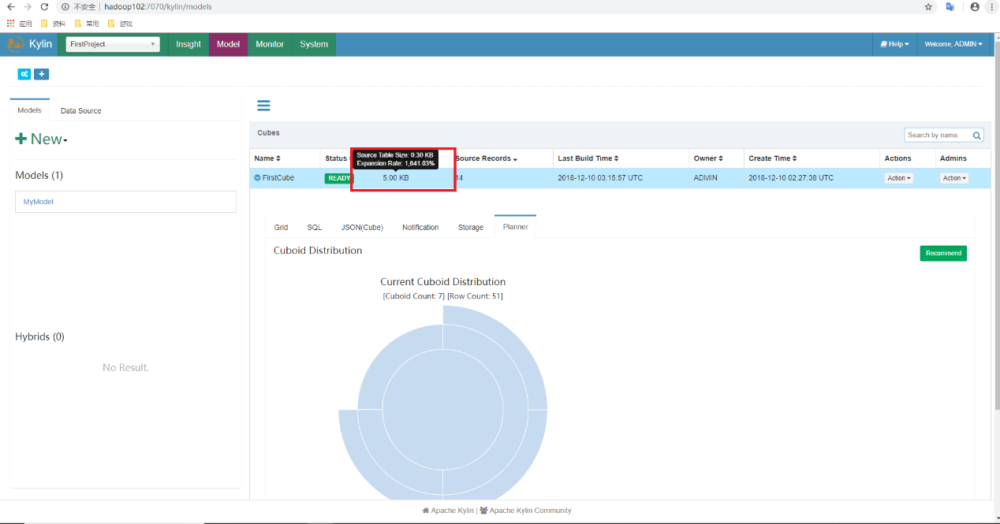 不安全 | hadoop102:7070/kylin/models
应用 资料 常用 游戏
Kylin FirstProject Insight Model Monitor System Help Welcome, ADMIN
Models Data Source
New
Models (1)
MyModel
Hybrids (0)
No Result.
Cubes Search by name
Name Status Source Records Last Build Time Owner Create Time Actions Admins
Source Table Size: 0.30 KB
Expansion Rate: 1,641.03%
FirstCube READY 5.00 KB 14 2018-12-10 03:15:57 UTC ADMIN 2018-12-10 02:27:38 UTC Action Action
Grid SQL JSON(Cube) Notification Storage Planner
Cuboid Distribution Recommend
Current Cuboid Distribution
[Cuboid Count: 7] [Row Count: 51]
Apache Kylin | Apache Kylin Community